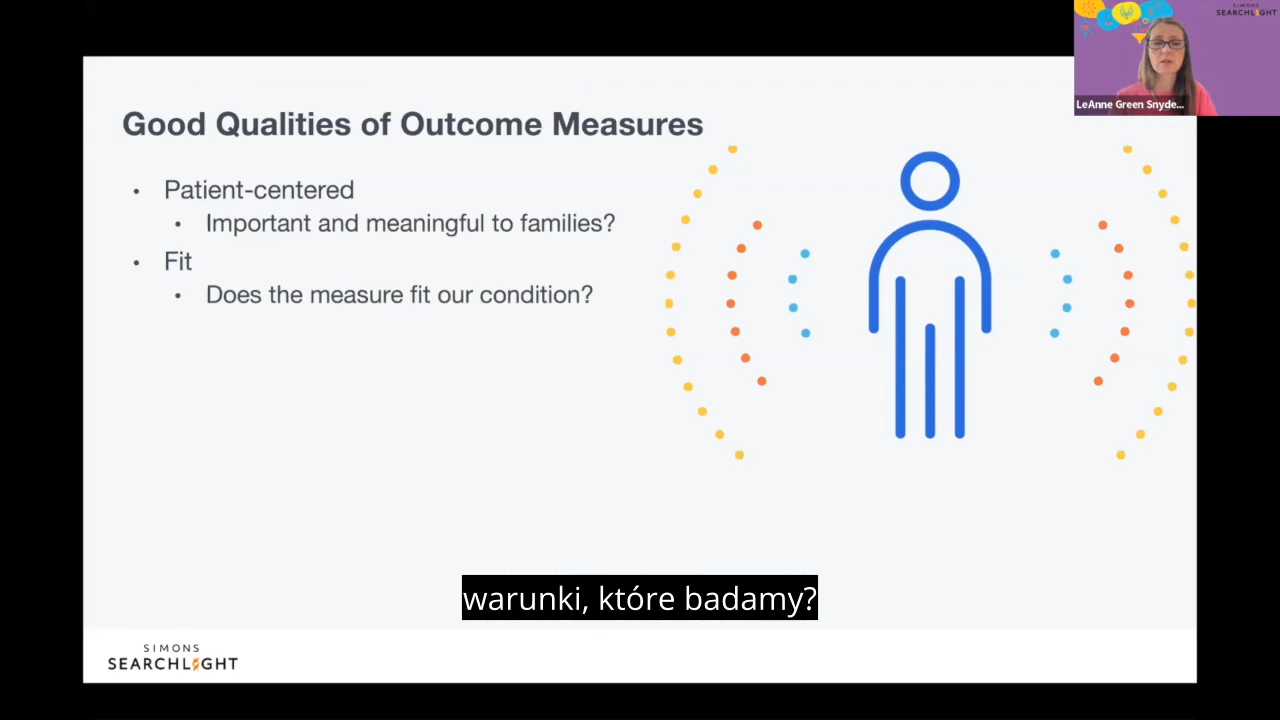 Good Qualities of Outcome Measures
• Patient-centered
• Important and meaningful to families?
• Fit
• Does the measure fit our condition?
warunki, które badamy?
SIMONS
SEARCHLIGHT
SIMONS
SEARCHLIGHT
LeAnne Green Snyde...